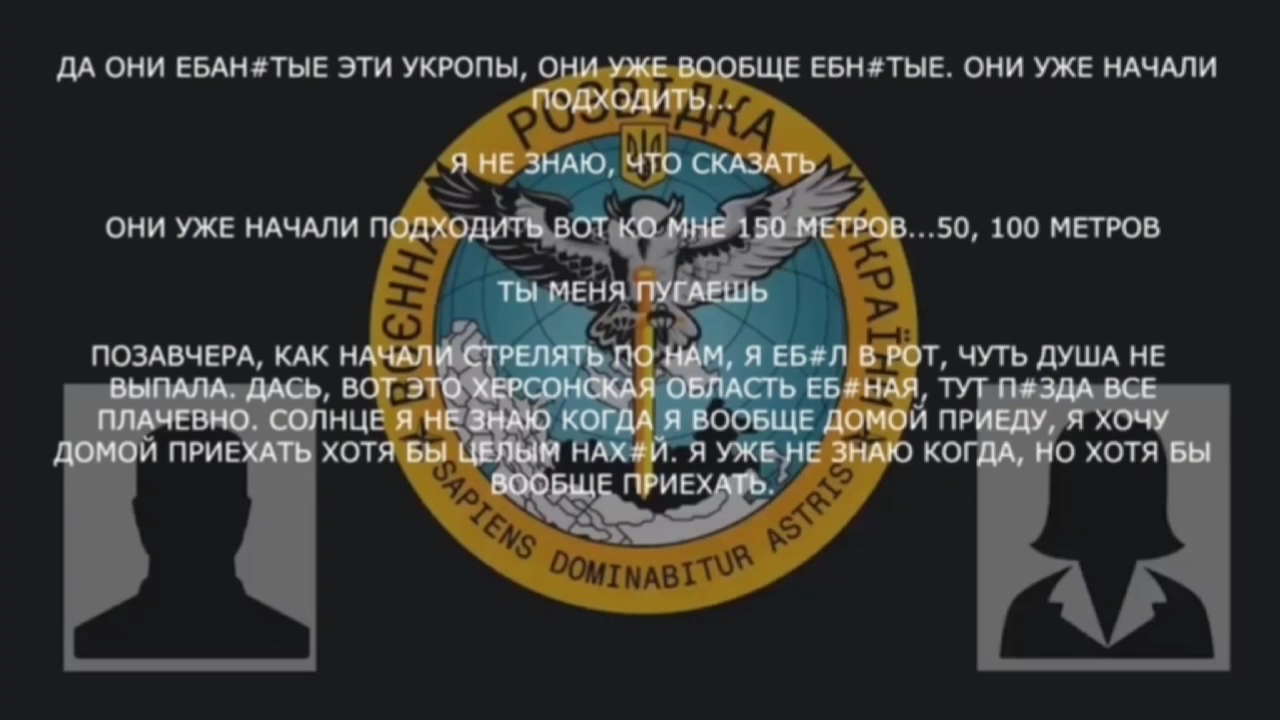 ДА ОНИ ЕБАН#ТЫЕ ЭТИ УКРОПЫ, ОНИ УЖЕ ВООБЩЕ ЕБН#ТЫЕ. ОНИ УЖЕ НАЧАЛИ
ПОДХОДИТЬ...
Я НЕ ЗНАЮ, ЧТО СКАЗАТЬ
ОНИ УЖЕ НАЧАЛИ ПОДХОДИТЬ ВОТ КО МНЕ 150 МЕТРОВ...50, 100 МЕТРОВ
ТЫ МЕНЯ ПУГАЕШЬ
ПОЗАВЧЕРА, КАК НАЧАЛИ СТРЕЛЯТЬ ПО НАМ, Я ЕБ#Л В РОТ, ЧУТЬ ДУША НЕ
ВЫПАЛА. ДАСЬ, ВОТ ЭТО ХЕРСОНСКАЯ ОБЛАСТЬ ЕБ#НАЯ, ТУТ П#ЗДА ВСЕ
ПЛАЧЕВНО. СОЛНЦЕ Я НЕ ЗНАЮ КОГДА Я ВООБЩЕ ДОМОЙ ПРИЕДУ, Я ХОЧУ
ДОМОЙ ПРИЕХАТЬ ХОТЯ БЫ ЦЕЛЫМ НАХ#Й. Я УЖЕ НЕ ЗНАЮ КОГДА, НО ХОТЯ БЫ
ВООБЩЕ ПРИЕХАТЬ.
ВОЄННА РОЗВІДКА УКРАЇНИ
SAPIENS DOMINABITUR ASTRIS